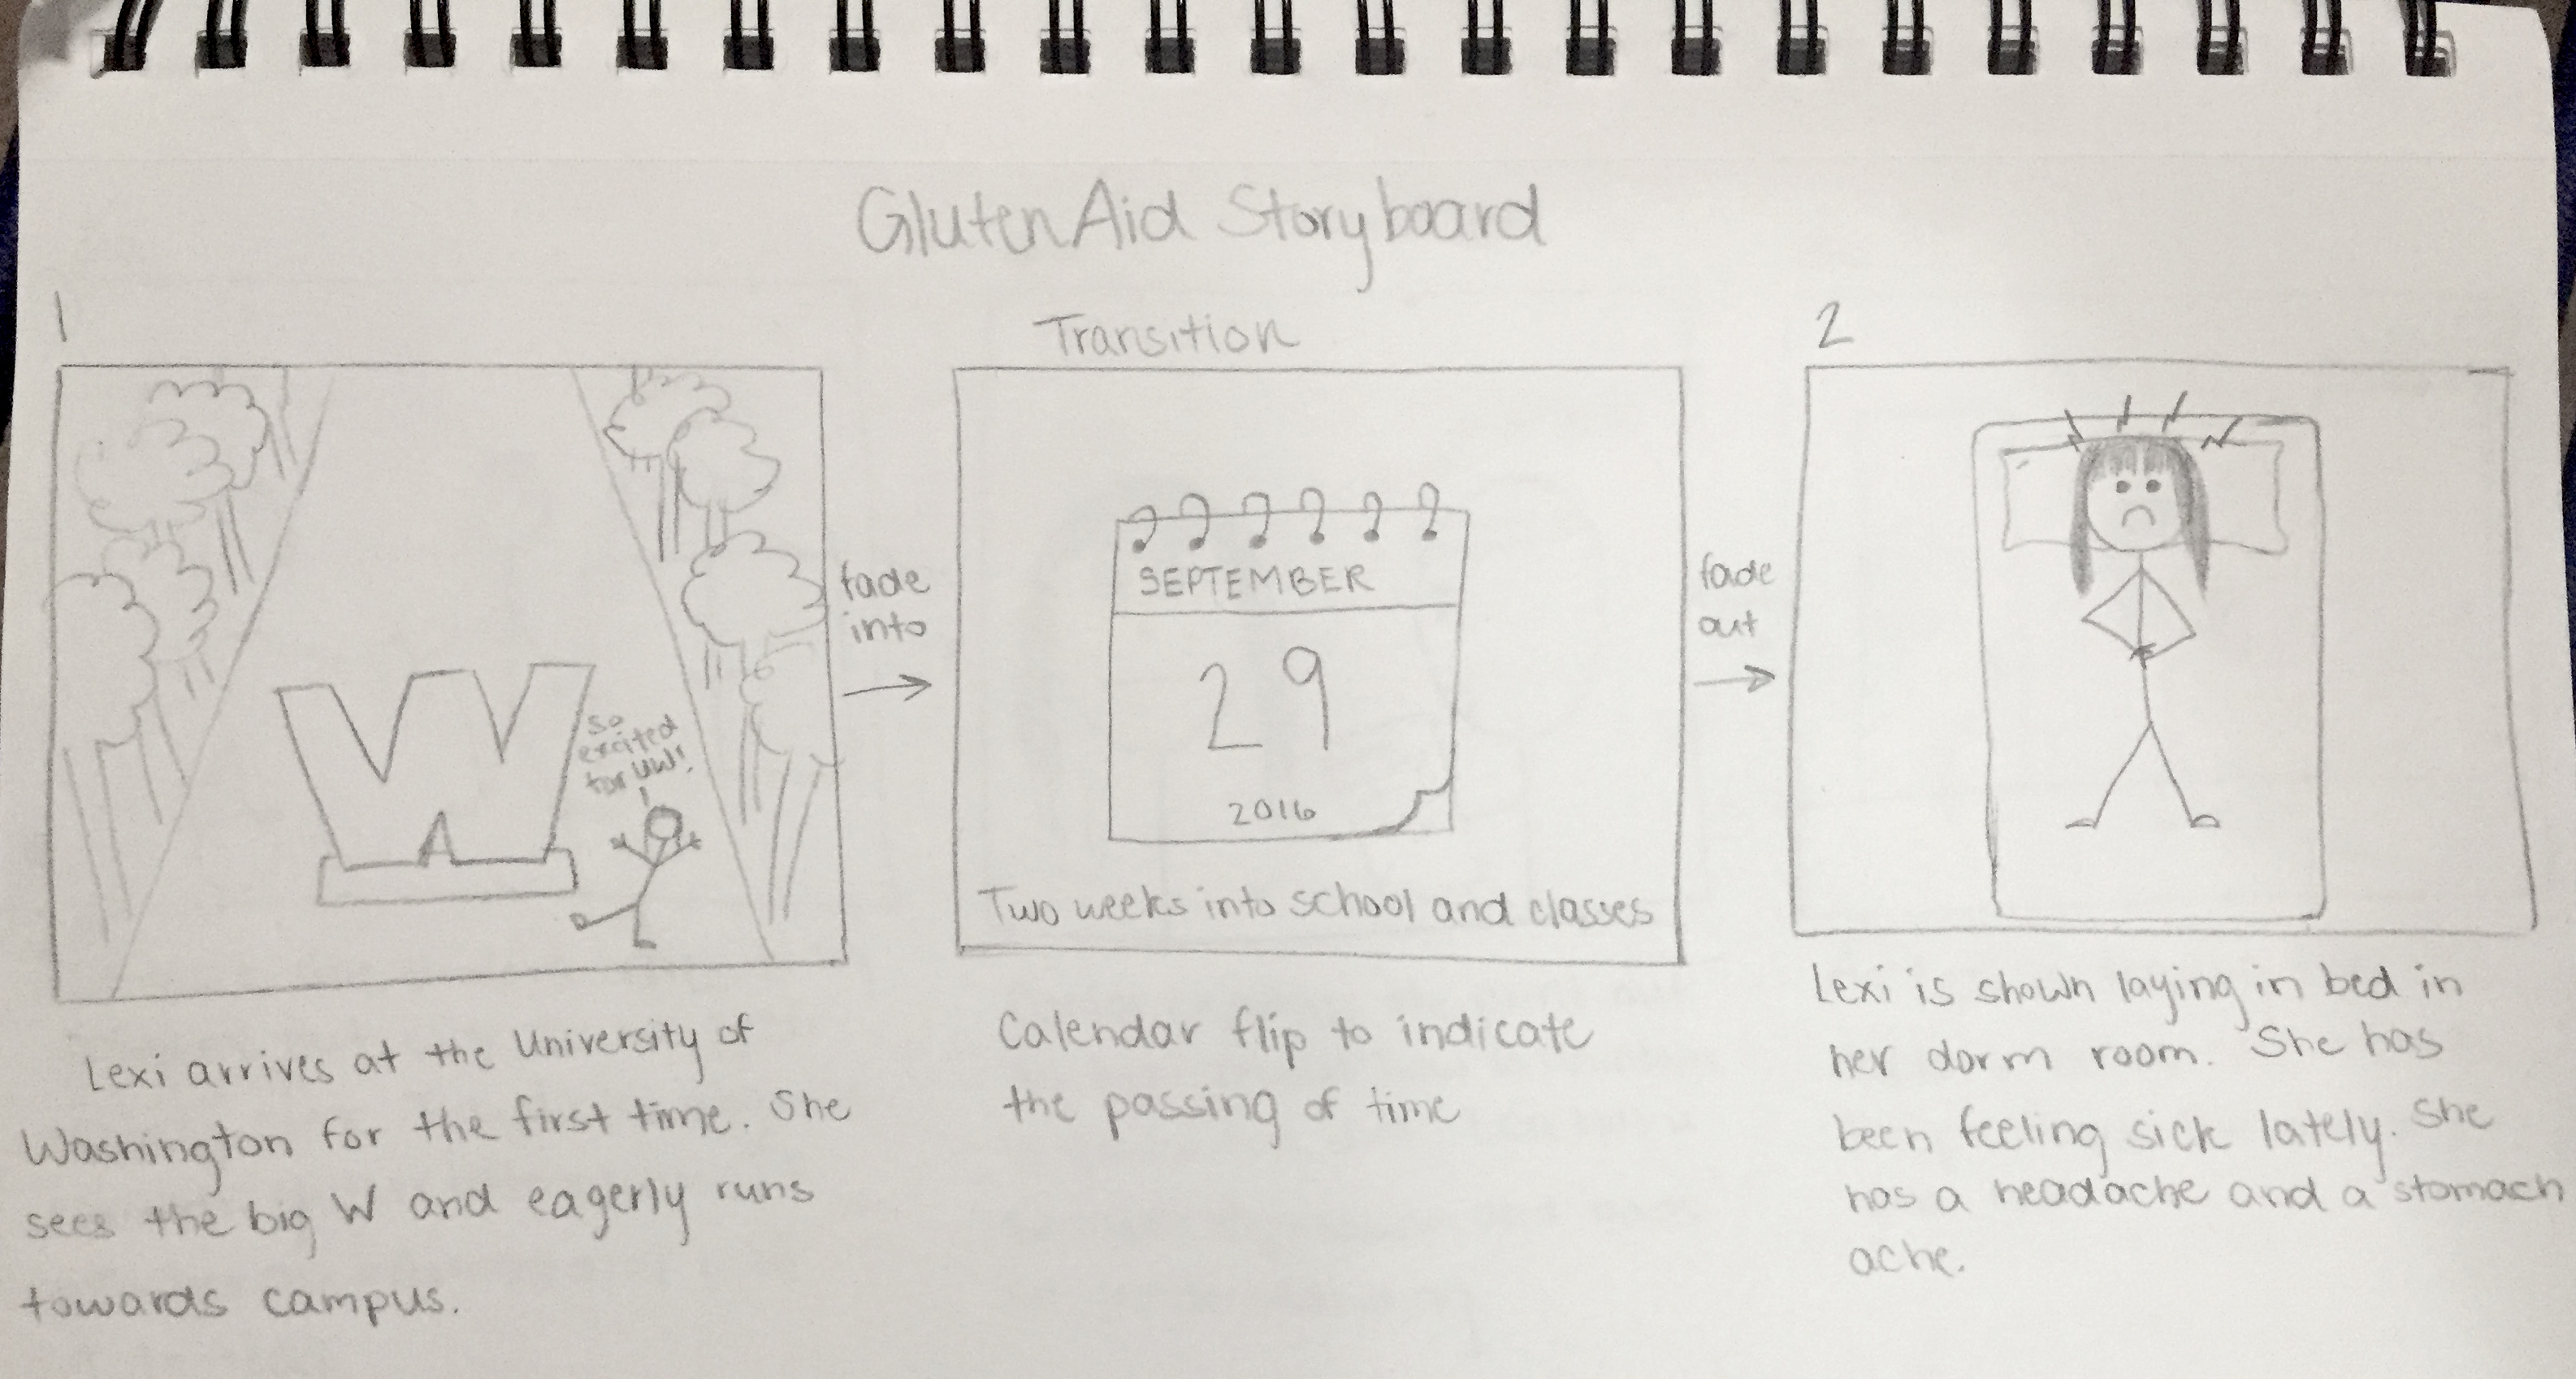 GlutenAid Storyboard
1
W
so
excited
for UW!
Lexi arrives at the University of
Washington for the first time. She
sees the big W and eagerly runs
towards campus.
fade
into
Transition
SEPTEMBER
29
2016
Two weeks into school and classes
Calendar flip to indicate
the passing of time
fade
out
2
Lexi is shown laying in bed in
her dorm room. She has
been feeling sick lately. She
has a headache and a stomach
ache.